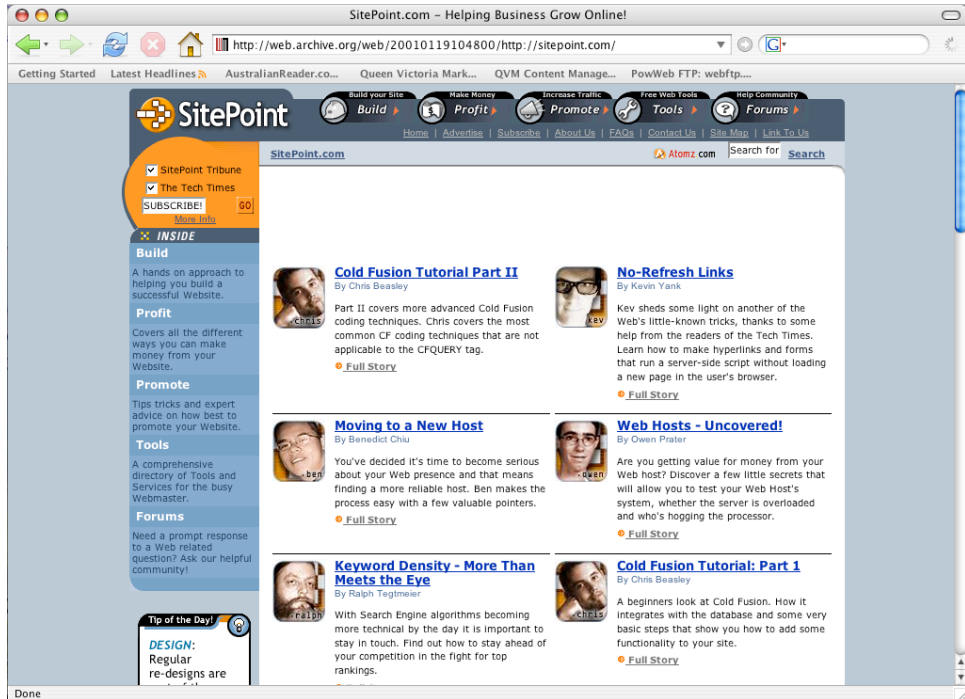 SitePoint.com – Helping Business Grow Online!
http://web.archive.org/web/20010119104800/http://sitepoint.com/
G
Getting Started Latest Headlines AustralianReader.co... Queen Victoria Mark... QVM Content Manage... PowWeb FTP: webftp....
SitePoint
Build your Site Make Money Increase Traffic Free Web Tools Help Community
Build Profit Promote Tools Forums
Home | Advertise | Subscribe | About Us | FAQs | Contact Us | Site Map | Link To Us
SitePoint.com
Atomz.com Search for Search
SitePoint Tribune
The Tech Times
SUBSCRIBE! GO
More Info
INSIDE
Build
A hands on approach to
helping you build a
successful Website.
Profit
Covers all the different
ways you can make
money from your
Website.
Promote
Tips tricks and expert
advice on how best to
promote your Website.
Tools
A comprehensive
directory of Tools and
Services for the busy
Webmaster.
Forums
Need a prompt response
to a Web related
question? Ask our helpful
community!
Tip of the Day!
DESIGN:
Regular
re-designs are
Cold Fusion Tutorial Part II
By Chris Beasley
.chris
Part II covers more advanced Cold Fusion
coding techniques. Chris covers the most
common CF coding techniques that are not
applicable to the CFQUERY tag.
Full Story
No-Refresh Links
By Kevin Yank
kev
Kev sheds some light on another of the
Web's little-known tricks, thanks to some
help from the readers of the Tech Times.
Learn how to make hyperlinks and forms
that run a server-side script without loading
a new page in the user's browser.
Full Story
Moving to a New Host
By Benedict Chiu
.ben
You've decided it's time to become serious
about your Web presence and that means
finding a more reliable host. Ben makes the
process easy with a few valuable pointers.
Full Story
Web Hosts - Uncovered!
By Owen Prater
.owen
Are you getting value for money from your
Web host? Discover a few little secrets that
will allow you to test your Web Host's
system, whether the server is overloaded
and who's hogging the processor.
Full Story
Keyword Density - More Than
Meets the Eye
By Ralph Tegtmeier
.ralph
With Search Engine algorithms becoming
more technical by the day it is important to
stay in touch. Find out how to stay ahead of
your competition in the fight for top
rankings.
Cold Fusion Tutorial: Part 1
By Chris Beasley
chris
A beginners look at Cold Fusion. How it
integrates with the database and some very
basic steps that show you how to add some
functionality to your site.
Full Story
Done